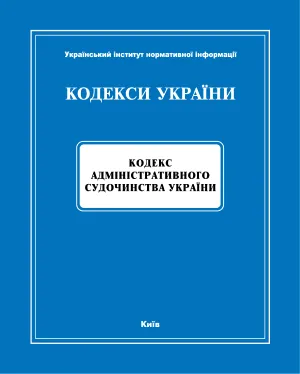 Український інститут нормативної інформації
КОДЕКСИ УКРАЇНИ
КОДЕКС
АДМІНІСТРАТИВНОГО
СУДОЧИНСТВА УКРАЇНИ
Київ